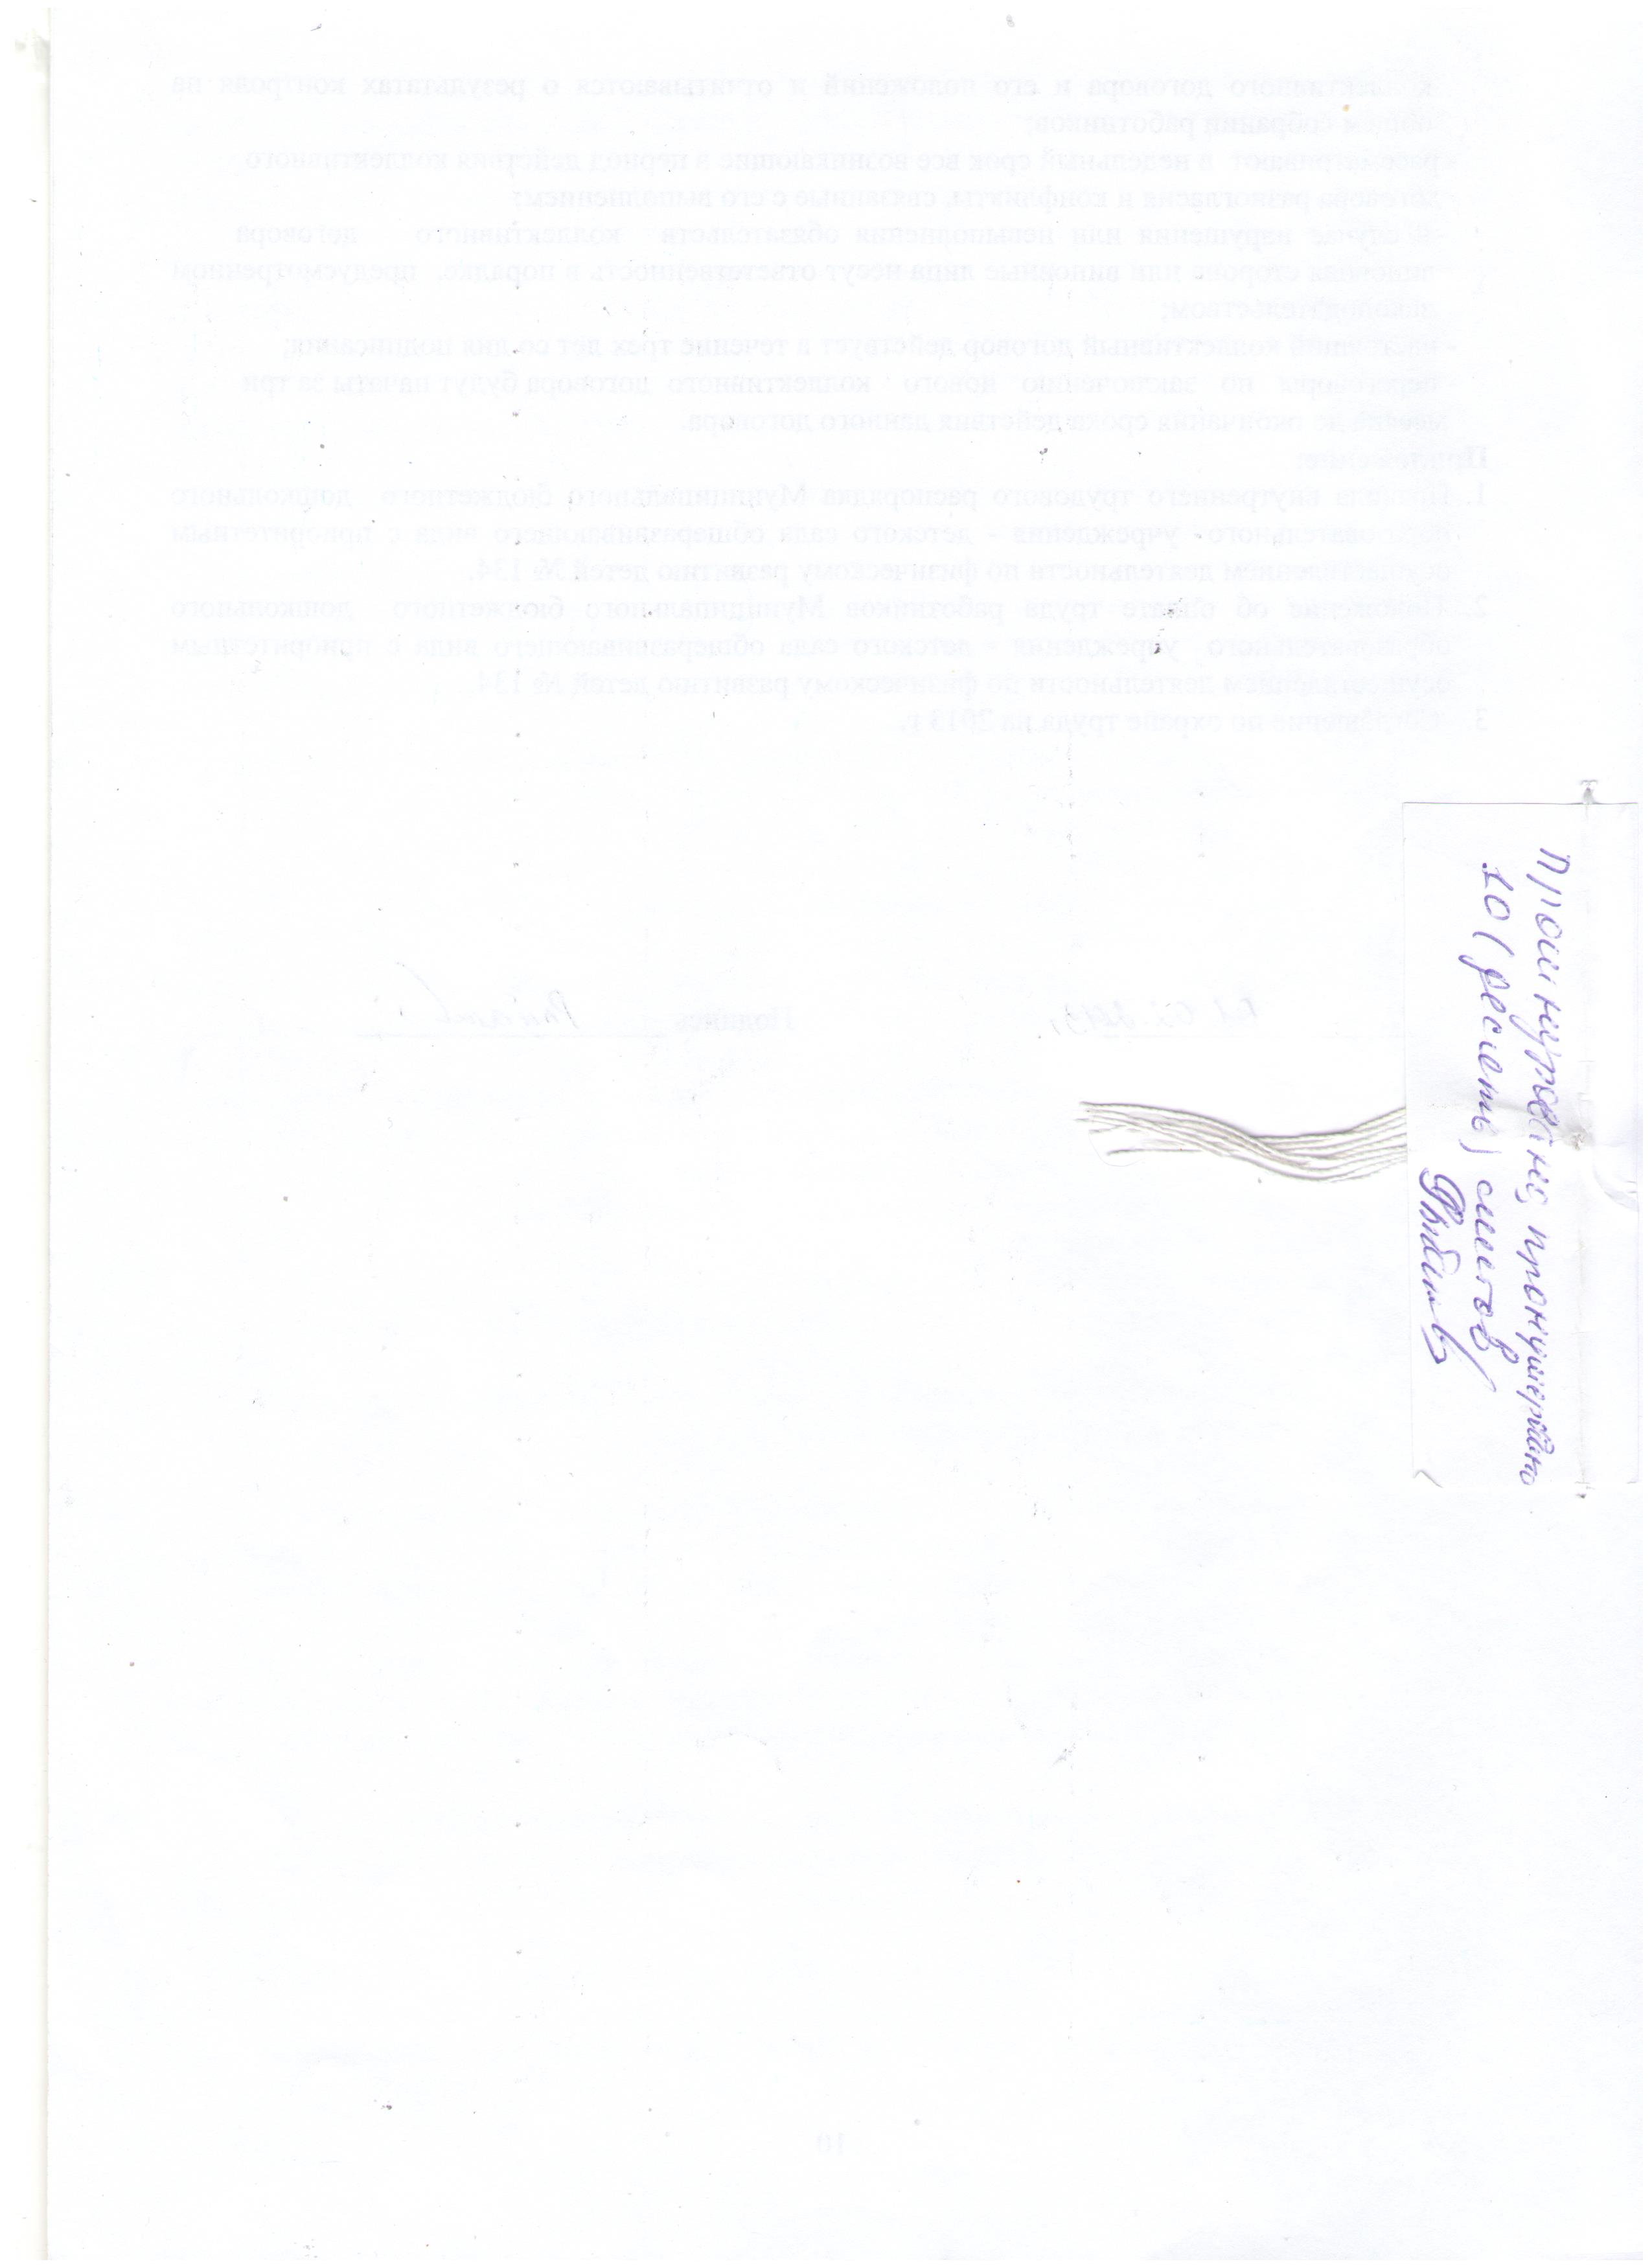 коллективного договора и его положений и отчитываются о результатах контроля на
общем собрании работников;
рассматривают в недельный срок все возникающие в период действия коллективного
договора разногласия и конфликты, связанные с его выполнением;
- в случае нарушения или невыполнения обязательств коллективного договора
виновная сторона или виновные лица несут ответственность в порядке, предусмотренном
законодательством;
- настоящий коллективный договор действует в течение трех лет со дня подписания;
- переговоры по заключению нового коллективного договора будут начаты за три
месяца до окончания срока действия данного договора.
Приложение:
1. Правила внутреннего трудового распорядка Муниципального бюджетного дошкольного
образовательного учреждения - детского сада общеразвивающего вида с приоритетным
осуществлением деятельности по физическому развитию детей № 134.
2. Положение об оплате труда работников Муниципального бюджетного дошкольного
образовательного учреждения - детского сада общеразвивающего вида с приоритетным
осуществлением деятельности по физическому развитию детей № 134.
3. Соглашение по охране труда на 2013 г.
Подпись
10
Прошнуровано, пронумеровано
10 (десять) листов